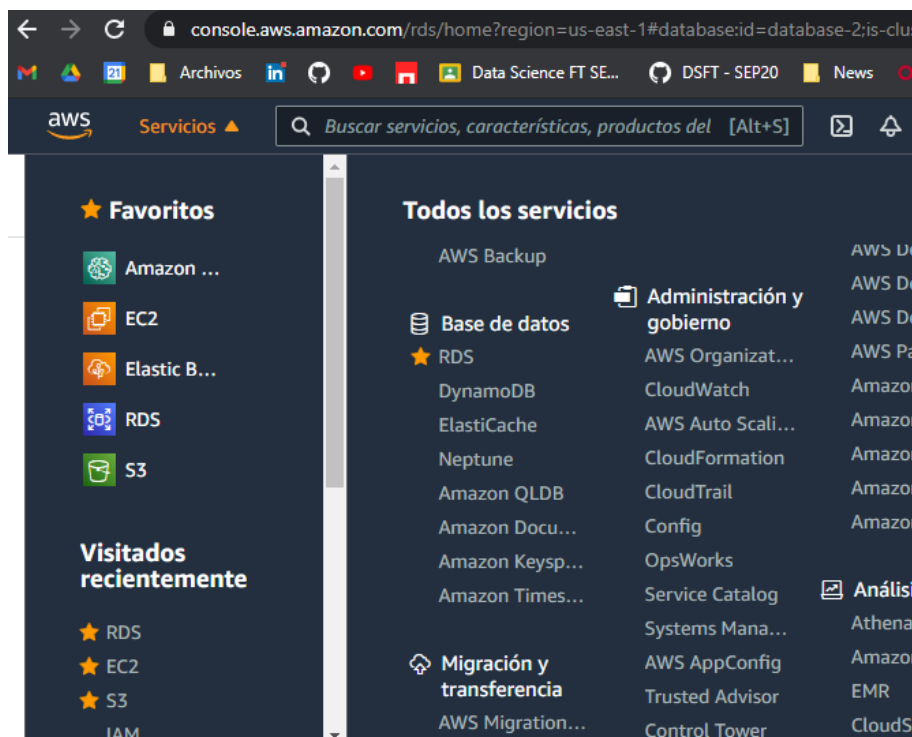 console.aws.amazon.com/rds/home?region=us-east-1#database:id=database-2;is-clus
21
Archivos
in
Data Science FT SE...
DSFT - SEP20
News
aws
Servicios
Buscar servicios, características, productos del [Alt+S]
Favoritos
Amazon ...
EC2
Elastic B...
RDS
S3
Visitados
recientemente
RDS
EC2
S3
IAM
Todos los servicios
AWS Backup
Base de datos
RDS
DynamoDB
ElastiCache
Neptune
Amazon QLDB
Amazon Docu...
Amazon Keysp...
Amazon Times...
Migración y
transferencia
AWS Migration...
Administración y
gobierno
AWS Organizat...
CloudWatch
AWS Auto Scali...
CloudFormation
CloudTrail
Config
OpsWorks
Service Catalog
Systems Mana...
AWS AppConfig
Trusted Advisor
Control Tower
AWS De
AWS De
AWS De
AWS Pa
Amazon
Amazon
Amazon
Amazon
Amazon
Análisi
Athena
Amazon
EMR
CloudS